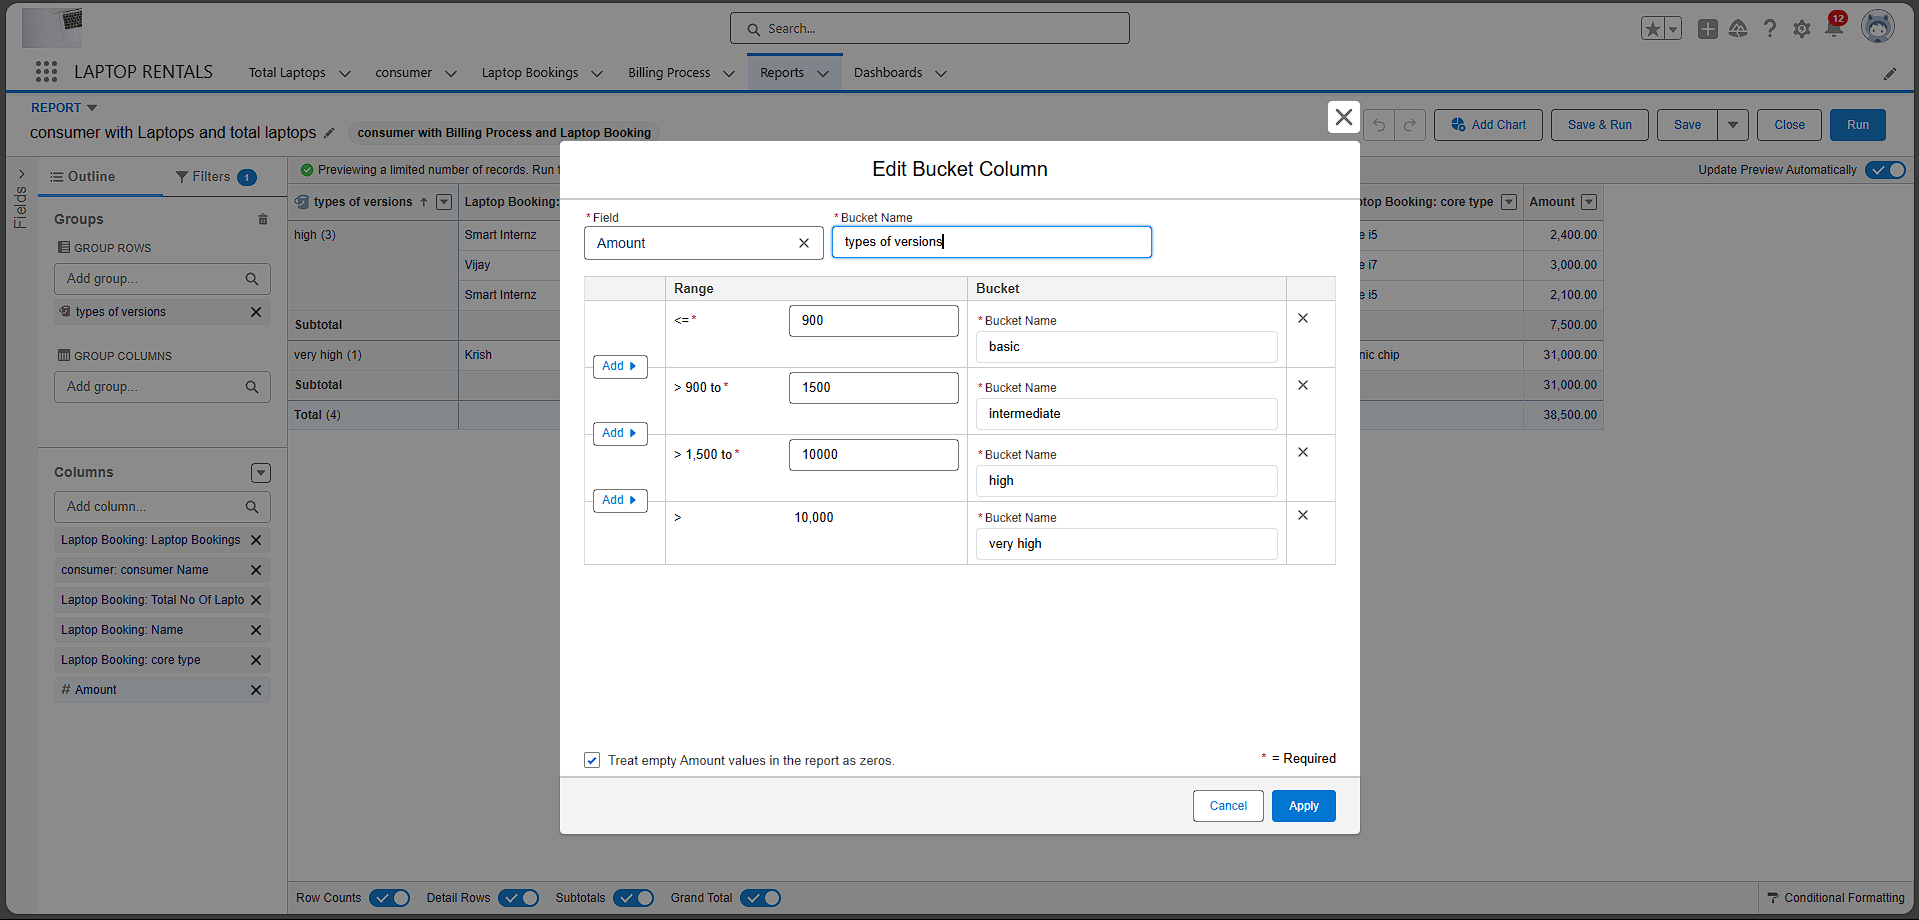 Search...
12
LAPTOP RENTALS
Total Laptops
consumer
Laptop Bookings
Billing Process
Reports
Dashboards
REPORT
consumer with Laptops and total laptops
consumer with Billing Process and Laptop Booking
Add Chart
Save & Run
Save
Close
Run
Fields
Outline
Filters 1
Previewing a limited number of records. Run
Update Preview Automatically
Groups
GROUP ROWS
Add group...
types of versions
GROUP COLUMNS
Add group...
Columns
Add column...
Laptop Booking: Laptop Bookings
consumer: consumer Name
Laptop Booking: Total No Of Lapto
Laptop Booking: Name
Laptop Booking: core type
# Amount
types of versions ↑
Laptop Booking:
ptop Booking: core type
Amount
high (3)
Smart Internz
e i5
2,400.00
Vijay
e i7
3,000.00
Smart Internz
e i5
2,100.00
Subtotal
7,500.00
very high (1)
Krish
nic chip
31,000.00
Subtotal
31,000.00
Total (4)
38,500.00
Edit Bucket Column
* Field
Amount
* Bucket Name
types of versions
Range
Bucket
<= *
900
* Bucket Name
basic
Add
> 900 to *
1500
* Bucket Name
intermediate
Add
> 1,500 to *
10000
* Bucket Name
high
Add
>
10,000
* Bucket Name
very high
Treat empty Amount values in the report as zeros.
* = Required
Cancel
Apply
Row Counts
Detail Rows
Subtotals
Grand Total
Conditional Formatting